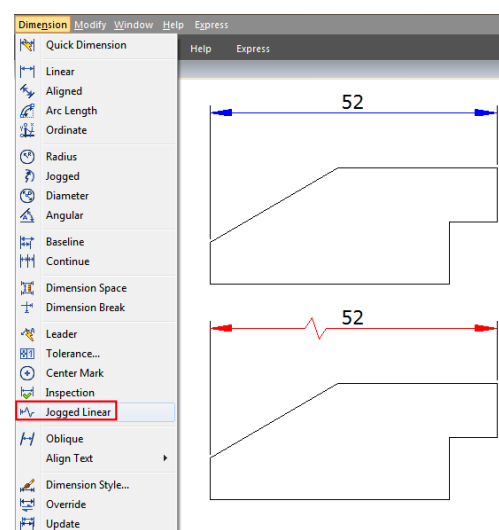 Dimension Modify Window Help Express
Help Express
Quick Dimension
Linear
Aligned
Arc Length
Ordinate
Radius
Jogged
Diameter
Angular
Baseline
Continue
Dimension Space
Dimension Break
Leader
Tolerance...
Center Mark
Inspection
Jogged Linear
Oblique
Align Text
Dimension Style...
Override
Update
52
52